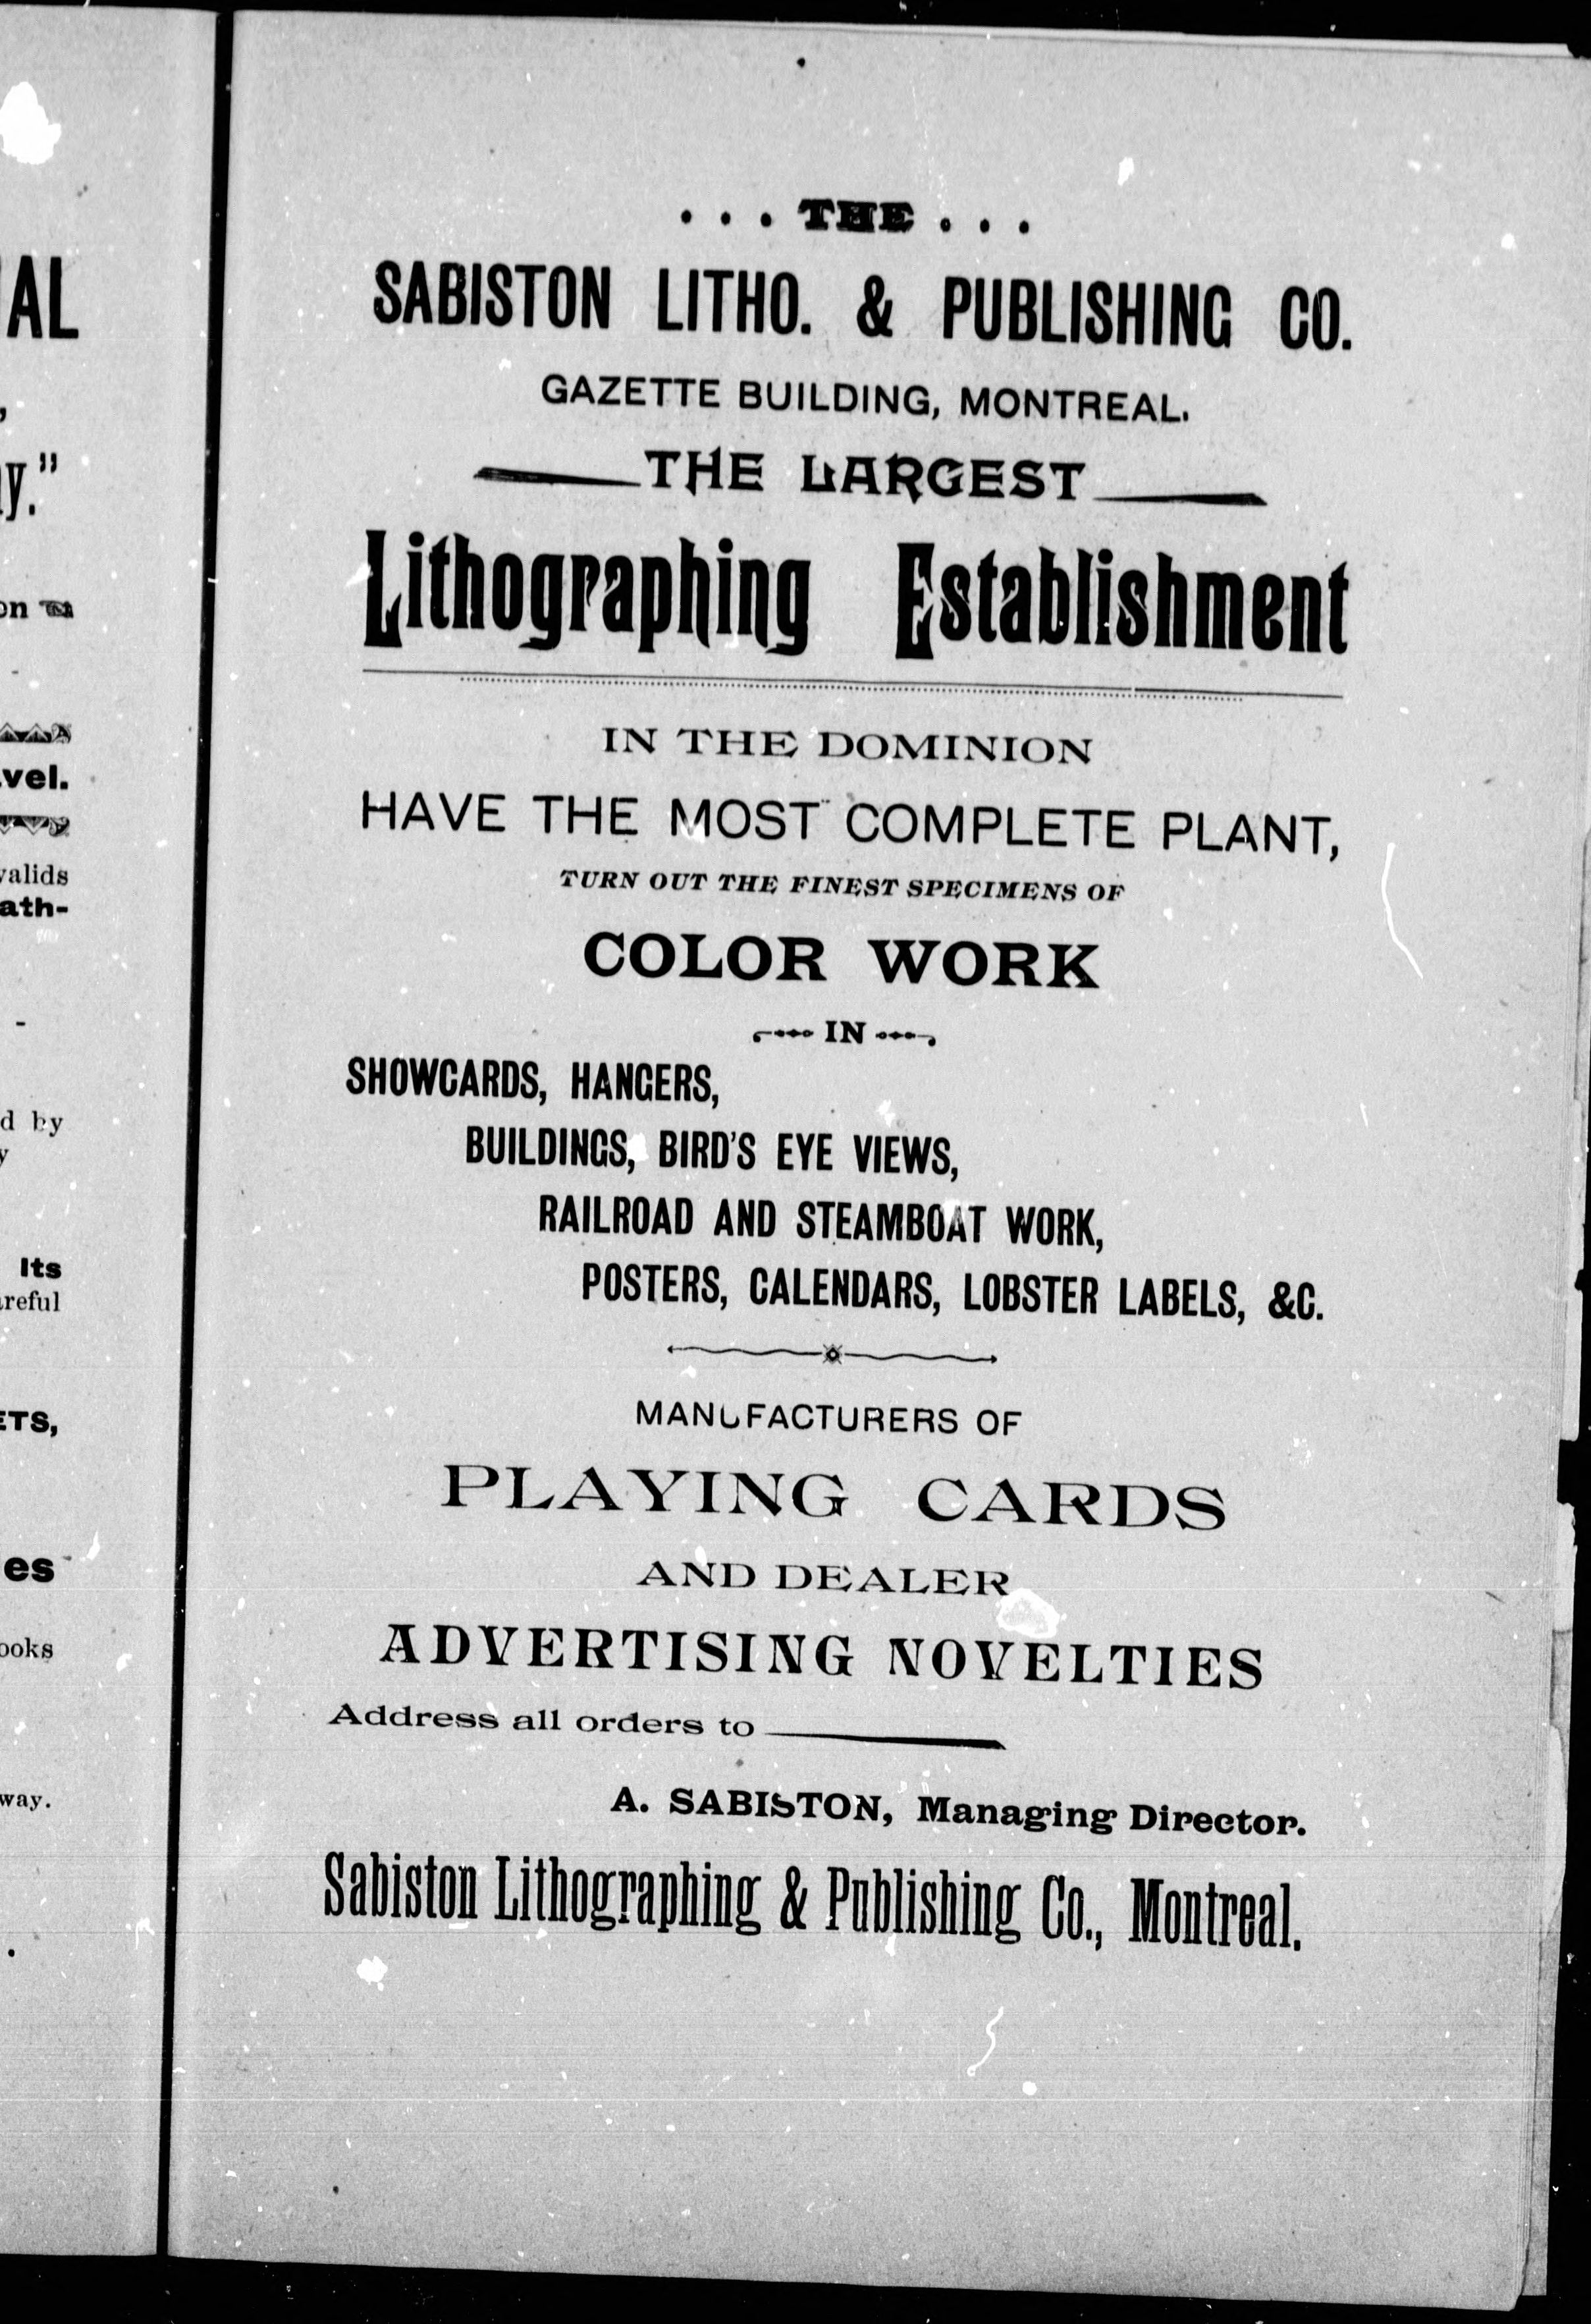 AL
,
y."
on
vel.
valids
ath-
-
d by
y
Its
areful
ETS,
es
ooks
way.
.
. . . THE . . .
SABISTON LITHO. & PUBLISHING CO.
GAZETTE BUILDING, MONTREAL.
THE LARGEST
Lithographing Establishment
IN THE DOMINION
HAVE THE MOST COMPLETE PLANT,
TURN OUT THE FINEST SPECIMENS OF
COLOR WORK
IN
SHOWCARDS, HANGERS,
BUILDINGS, BIRD'S EYE VIEWS,
RAILROAD AND STEAMBOAT WORK,
POSTERS, CALENDARS, LOBSTER LABELS, &C.
MANUFACTURERS OF
PLAYING CARDS
AND DEALER
ADVERTISING NOVELTIES
Address all orders to
A. SABISTON, Managing Director.
Sabiston Lithographing & Publishing Co., Montreal.